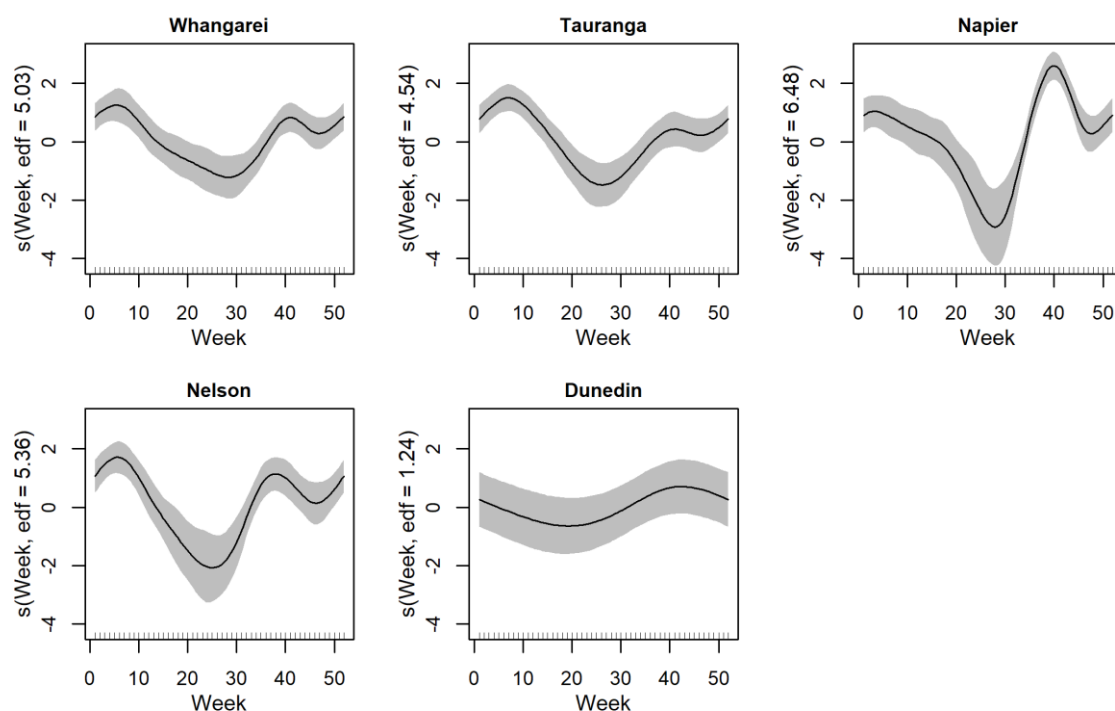 Whangarei
s(Week, edf = 5.03)
2
0
-2
-4
0 10 20 30 40 50
Week
Tauranga
s(Week, edf = 4.54)
2
0
-2
-4
0 10 20 30 40 50
Week
Napier
s(Week, edf = 6.48)
2
0
-2
-4
0 10 20 30 40 50
Week
Nelson
s(Week, edf = 5.36)
2
0
-2
-4
0 10 20 30 40 50
Week
Dunedin
s(Week, edf = 1.24)
2
0
-2
-4
0 10 20 30 40 50
Week